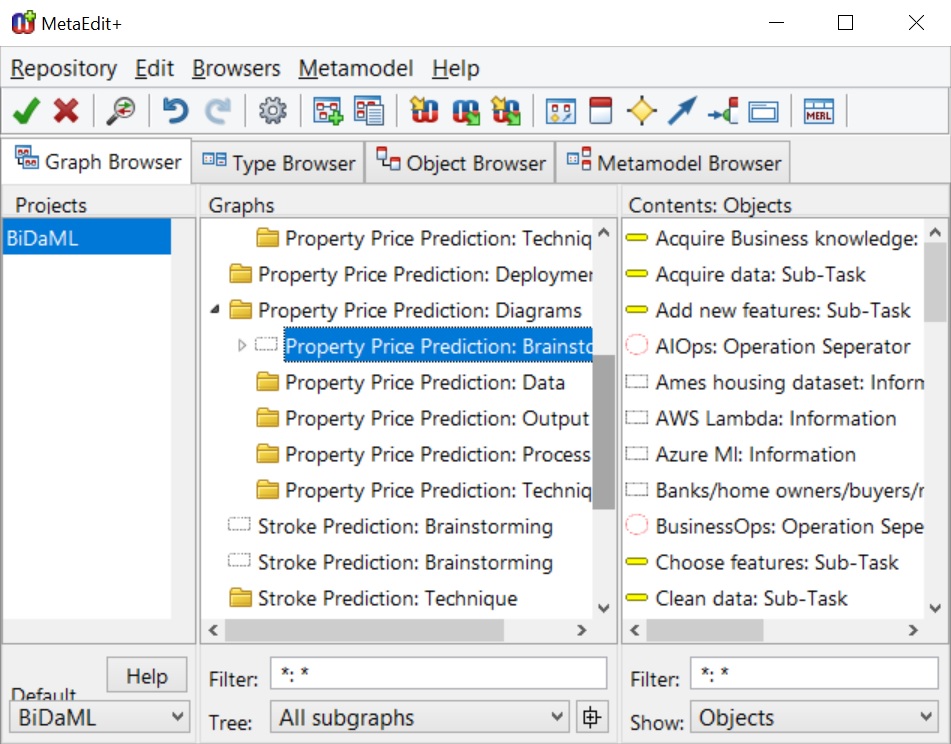 MetaEdit+
Repository Edit Browsers Metamodel Help
MERL
Graph Browser Type Browser Object Browser Metamodel Browser
Projects
BiDaML
Graphs
Property Price Prediction: Techniq
Property Price Prediction: Deploymer
Property Price Prediction: Diagrams
Property Price Prediction: Brainsto
Property Price Prediction: Data
Property Price Prediction: Output
Property Price Prediction: Process
Property Price Prediction: Techniq
Stroke Prediction: Brainstorming
Stroke Prediction: Brainstorming
Stroke Prediction: Technique
Contents: Objects
Acquire Business knowledge:
Acquire data: Sub-Task
Add new features: Sub-Task
AIOps: Operation Seperator
Ames housing dataset: Inform
AWS Lambda: Information
Azure Ml: Information
Banks/home owners/buyers/r
BusinessOps: Operation Sepe
Choose features: Sub-Task
Clean data: Sub-Task
Help
Default
BiDaML
Filter: *: *
Tree: All subgraphs
Filter: *: *
Show: Objects